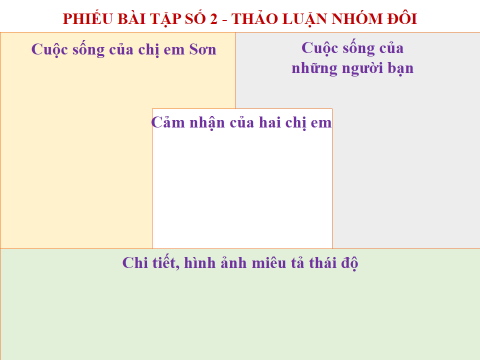 PHIẾU BÀI TẬP SỐ 2 - THẢO LUẬN NHÓM ĐÔI
Cuộc sống của chị em Sơn
Cuộc sống của
những người bạn
Cảm nhận của hai chị em
Chi tiết, hình ảnh miêu tả thái độ